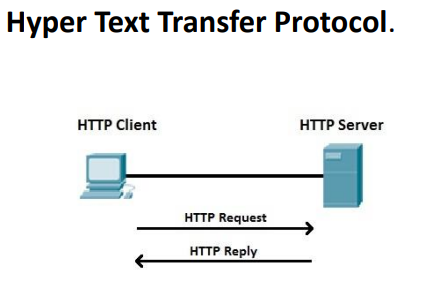 Hyper Text Transfer Protocol.
HTTP Client HTTP Server
HTTP Request
HTTP Reply